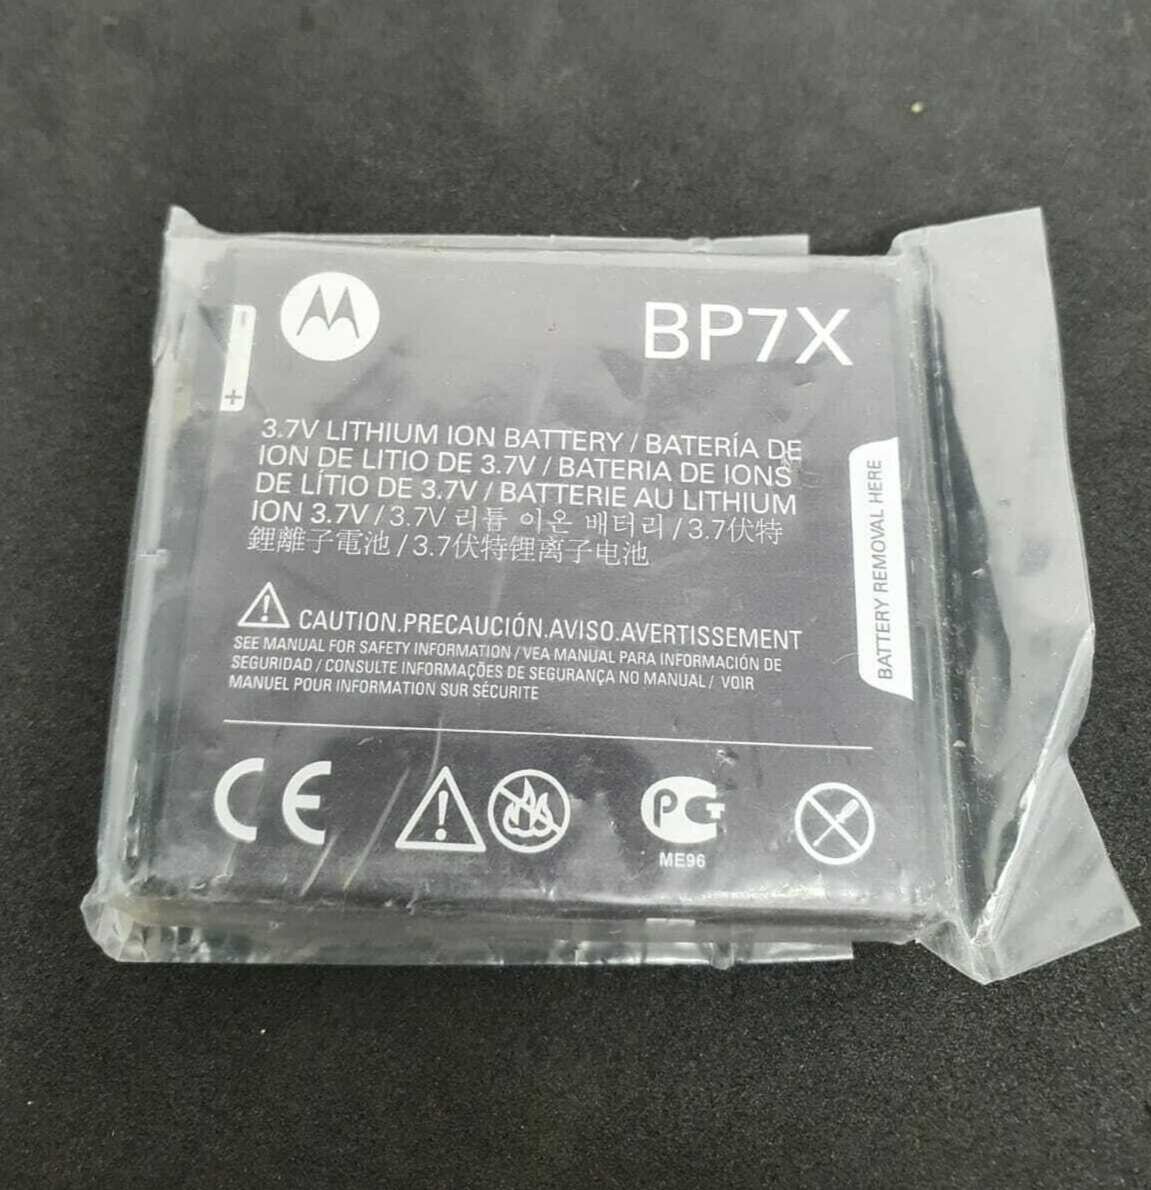 BP7X
+
3.7V LITHIUM ION BATTERY / BATERÍA DE
ION DE LITIO DE 3.7V / BATERIA DE IONS
DE LÍTIO DE 3.7V / BATTERIE AU LITHIUM
ION 3.7V / 3.7V 리튬 이온 배터리 / 3.7伏特
鋰離子電池 / 3.7伏特锂离子电池
BATTERY REMOVAL HERE
CAUTION.PRECAUCIÓN.AVISO.AVERTISSEMENT
SEE MANUAL FOR SAFETY INFORMATION / VEA MANUAL PARA INFORMACIÓN DE
SEGURIDAD / CONSULTE INFORMAÇÕES DE SEGURANÇA NO MANUAL / VOIR
MANUEL POUR INFORMATION SUR SÉCURITE
CE
PCT
ME96